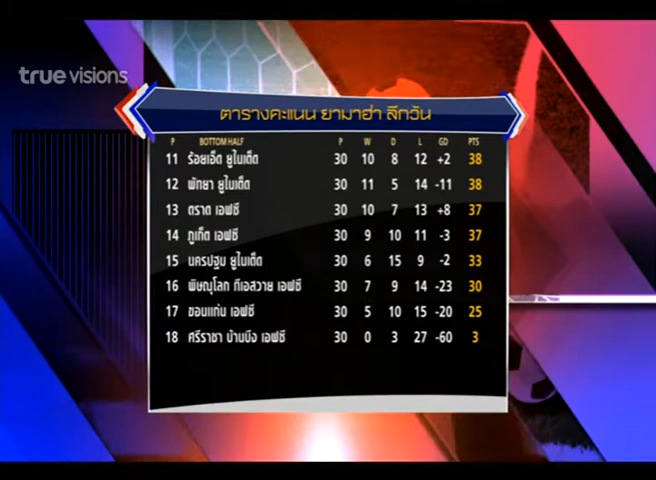 true visions
ตารางคะแนน ยามาฮ่า ลีกวัน
P BOTTOM HALF P W D L GD PTS
11 ร้อยเอ็ด ยูไนเต็ด 30 10 8 12 +2 38
12 พัทยา ยูไนเต็ด 30 11 5 14 -11 38
13 ตราด เอฟซี 30 10 7 13 +8 37
14 ภูเก็ต เอฟซี 30 9 10 11 -3 37
15 นครปฐม ยูไนเต็ด 30 6 15 9 -2 33
16 พิษณุโลก ทีเอสวาย เอฟซี 30 7 9 14 -23 30
17 ขอนแก่น เอฟซี 30 5 10 15 -20 25
18 ศรีราชา บ้านบึง เอฟซี 30 0 3 27 -60 3